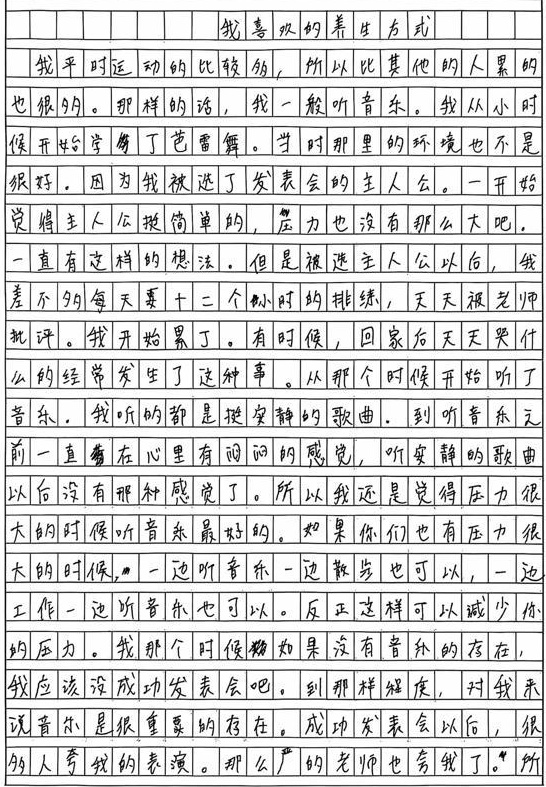 我喜欢的养生方式
我平时运动的比较多，所以比其他的人累的
也很多。那样的话，我一般听音乐。我从小时
候开始学了芭雷舞。当时那里的环境也不是
很好。因为我被选了发表会的主人公。一开始
觉得主人公挺简单的，压力也没有那么大吧。
一直有这样的想法。但是被选主人公以后，我
差不多每天要十二个小时的排练，天天被老师
批评。我开始累了。有时候，回家后天天哭什
么的经常发生了这种事。从那个时候开始听了
音乐。我听的都是挺安静的歌曲。到听音乐之
前一直在心里有闷闷的感觉，听安静的歌曲
以后没有那种感觉了。所以我还是觉得压力很
大的时候听音乐最好的。如果你们也有压力很
大的时候，一边听音乐一边散步也可以，一边
工作一边听音乐也可以。反正这样可以减少你
的压力。我那个时候如果没有音乐的存在，
我应该没成功发表会吧。到那样程度，对我来
说音乐是很重要的存在。成功发表会以后，很
多人夸我的表演。那么严的老师也夸我了。所